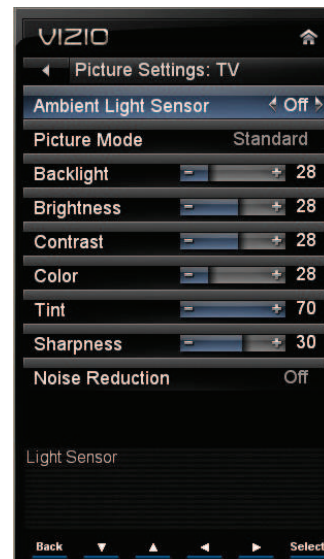 VIZIO
Picture Settings: TV
Ambient Light Sensor Off
Picture Mode Standard
Backlight - + 28
Brightness - + 28
Contrast - + 28
Color - + 28
Tint - + 70
Sharpness - + 30
Noise Reduction Off
Light Sensor
Back Select